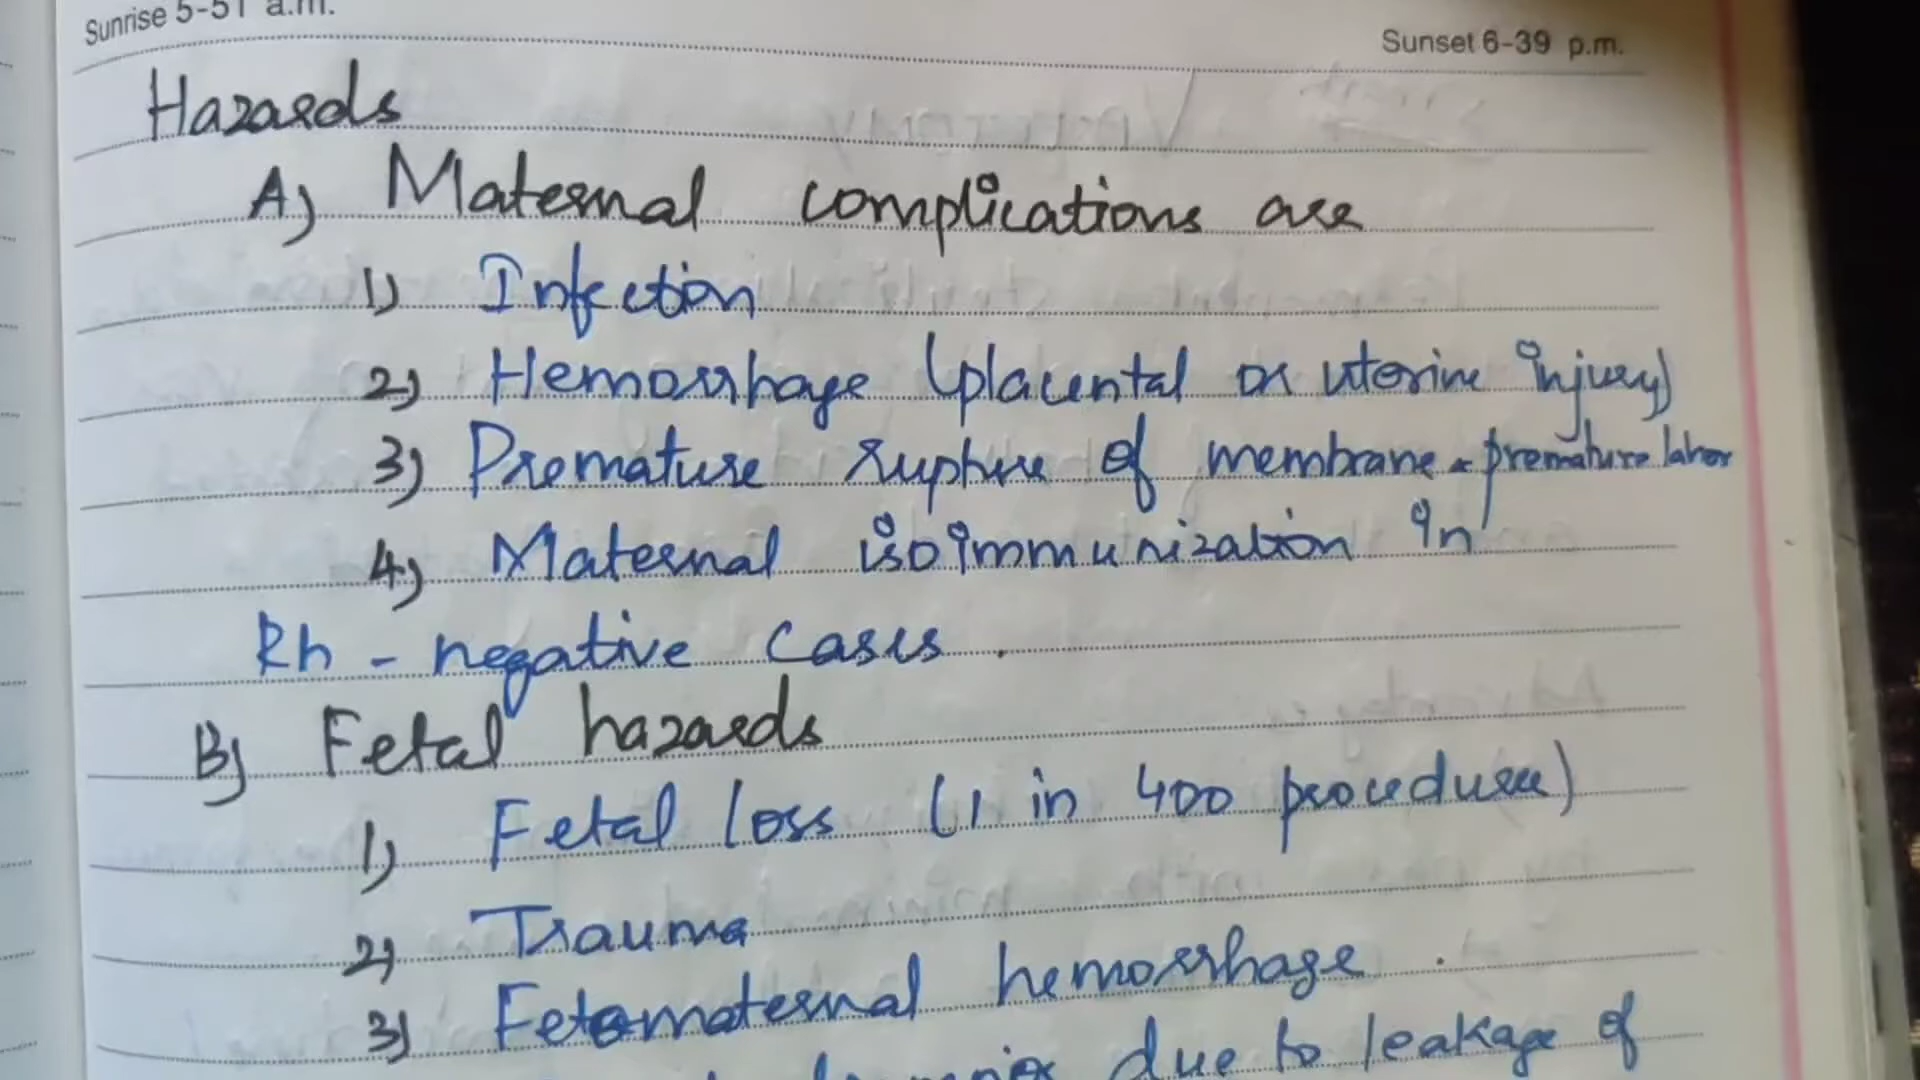 Sunrise 5-51 a.m.
Sunset 6-39 p.m.
Hazards
A) Maternal complications are
1) Infection
2) Hemorrhage (placental or uterine injury)
3) Premature rupture of membrane & premature labor
4) Maternal isoimmunization in
Rh - negative cases.
B) Fetal hazards
1) Fetal loss (1 in 400 procedures)
2) Trauma
3) Fetomaternal hemorrhage.
due to leakage of